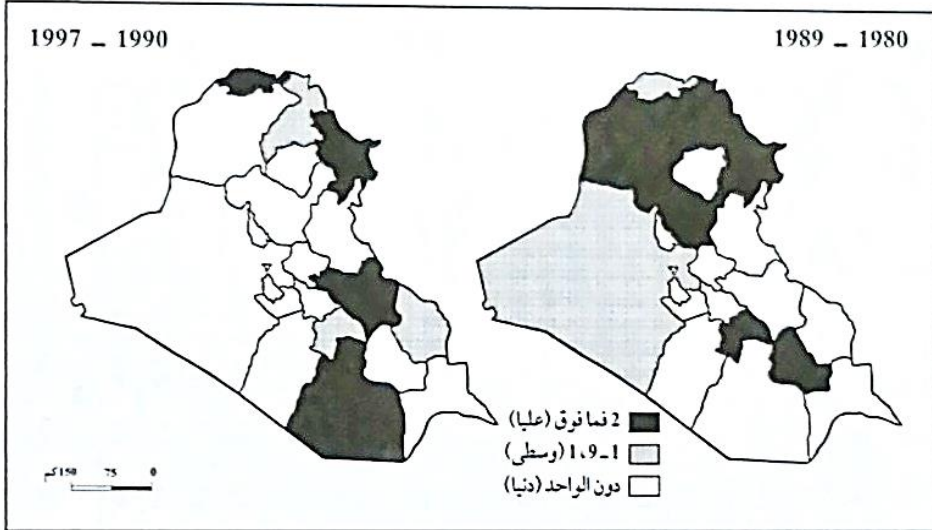 1989 – 1980
1997 – 1990
2 فما فوق (عليا)
1 – 1،9 (وسطى)
دون الواحد (دنيا)
0 75 150كم